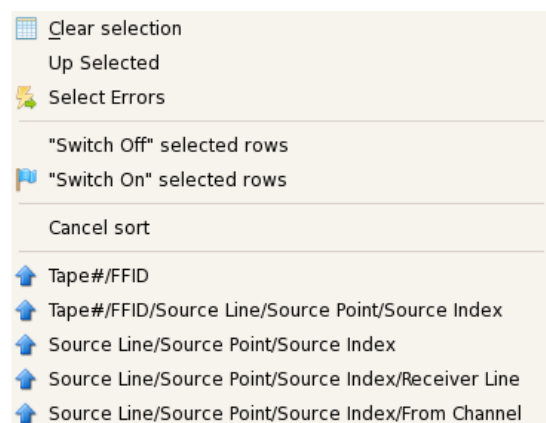 Clear selection
Up Selected
Select Errors
"Switch Off" selected rows
"Switch On" selected rows
Cancel sort
Tape#/FFID
Tape#/FFID/Source Line/Source Point/Source Index
Source Line/Source Point/Source Index
Source Line/Source Point/Source Index/Receiver Line
Source Line/Source Point/Source Index/From Channel